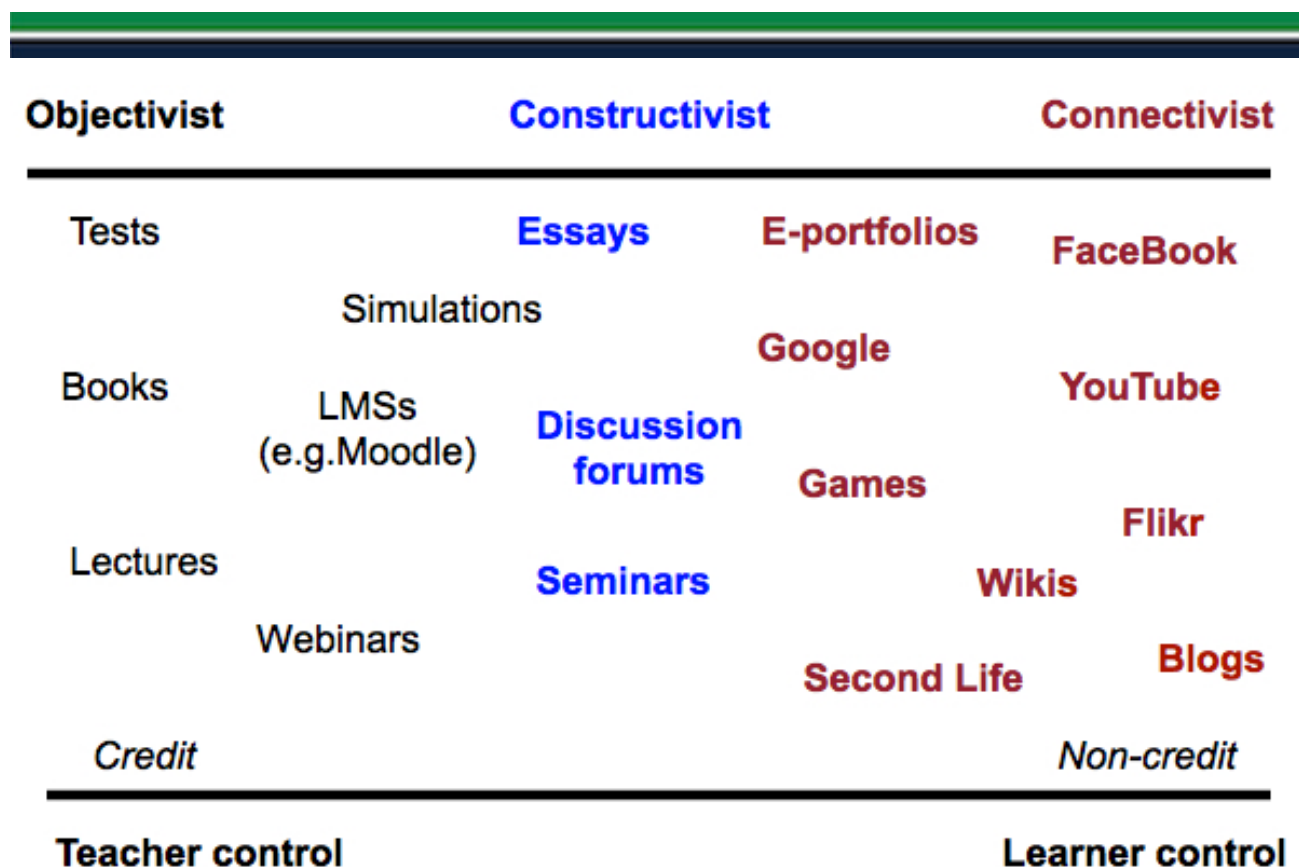 Objectivist Constructivist Connectivist
Tests Essays E-portfolios FaceBook
Simulations
Google
Books LMSs YouTube
(e.g.Moodle) Discussion
forums Games
Flikr
Lectures Seminars Wikis
Webinars Second Life Blogs
Credit Non-credit
Teacher control Learner control